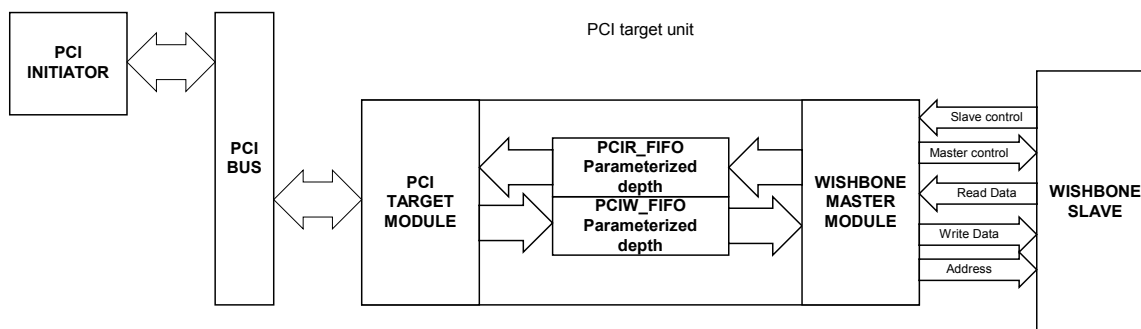 PCI target unit
PCI
INITIATOR
PCI
BUS
PCI
TARGET
MODULE
PCIR_FIFO
Parameterized
depth
PCIW_FIFO
Parameterized
depth
WISHBONE
MASTER
MODULE
Slave control
Master control
Read Data
Write Data
Address
WISHBONE
SLAVE